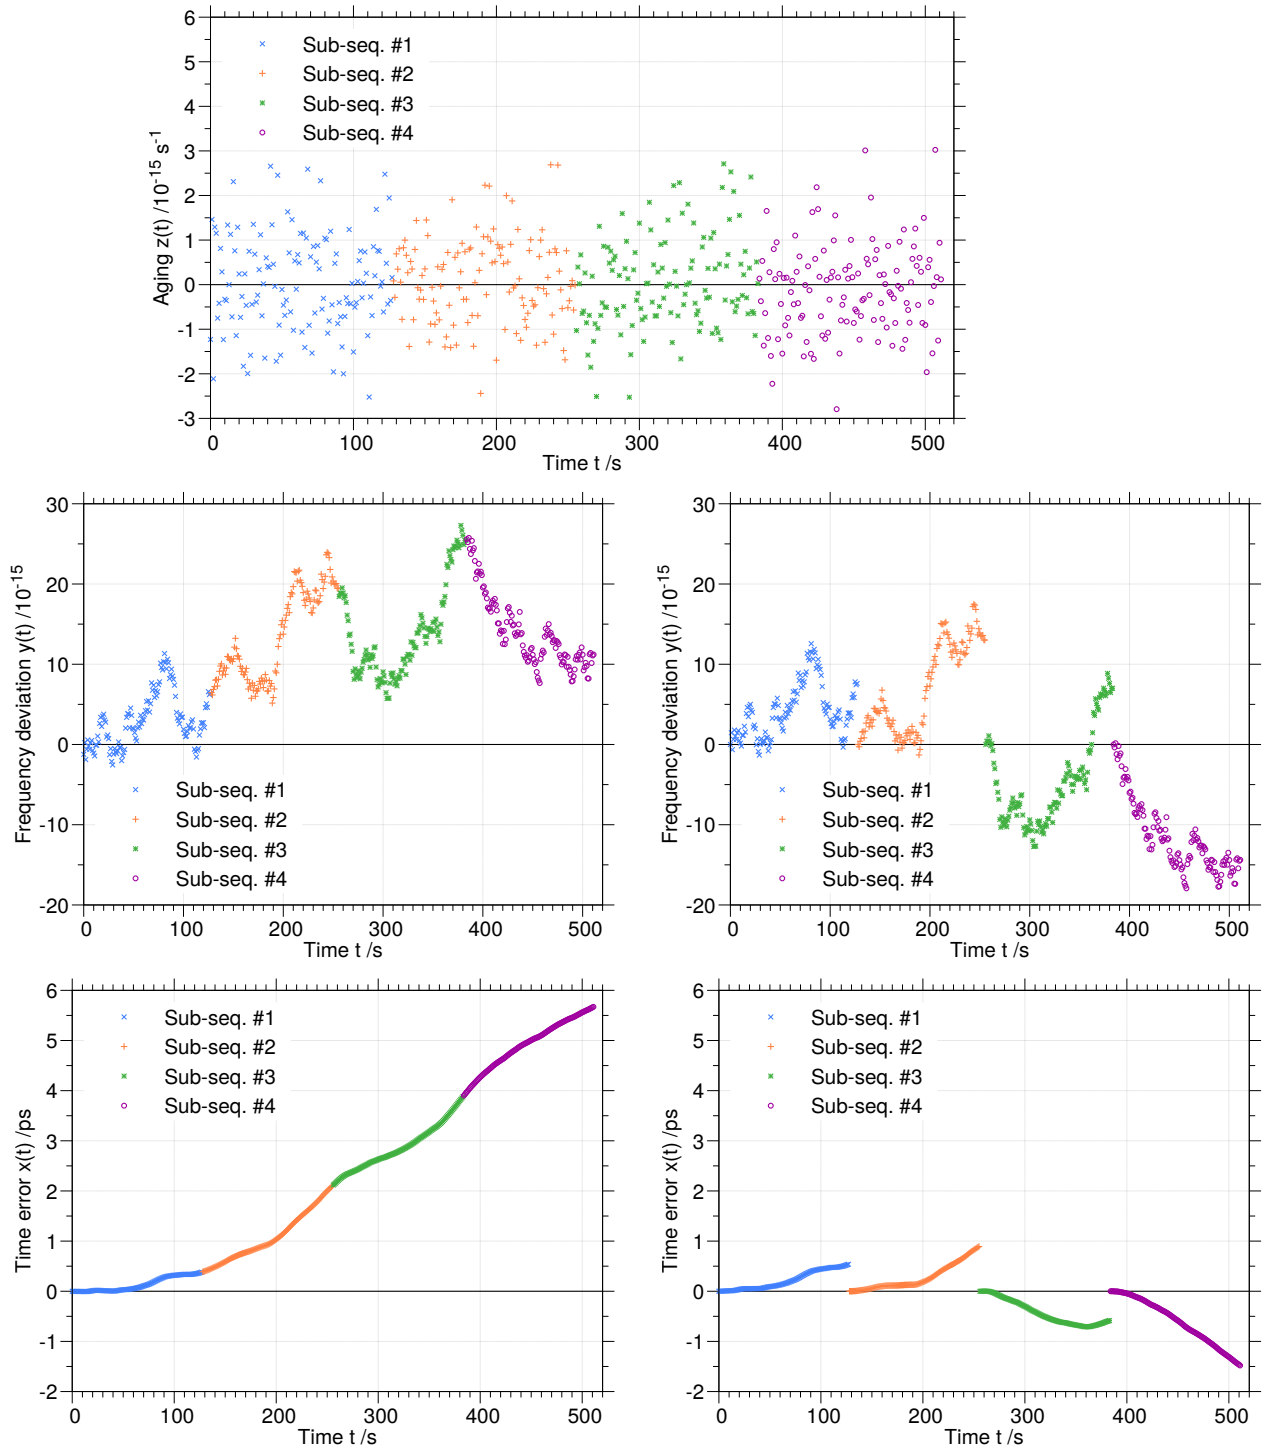 6
5
4
3
2
1
0
-1
-2
-3
Aging z(t) /10⁻¹⁵ s⁻¹
Sub-seq. #1
Sub-seq. #2
Sub-seq. #3
Sub-seq. #4
0 100 200 300 400 500
Time t /s
30
20
10
0
-10
-20
Frequency deviation y(t) /10⁻¹⁵
Sub-seq. #1
Sub-seq. #2
Sub-seq. #3
Sub-seq. #4
0 100 200 300 400 500
Time t /s
30
20
10
0
-10
-20
Frequency deviation y(t) /10⁻¹⁵
Sub-seq. #1
Sub-seq. #2
Sub-seq. #3
Sub-seq. #4
0 100 200 300 400 500
Time t /s
6
5
4
3
2
1
0
-1
-2
Time error x(t) /ps
Sub-seq. #1
Sub-seq. #2
Sub-seq. #3
Sub-seq. #4
0 100 200 300 400 500
Time t /s
6
5
4
3
2
1
0
-1
-2
Time error x(t) /ps
Sub-seq. #1
Sub-seq. #2
Sub-seq. #3
Sub-seq. #4
0 100 200 300 400 500
Time t /s